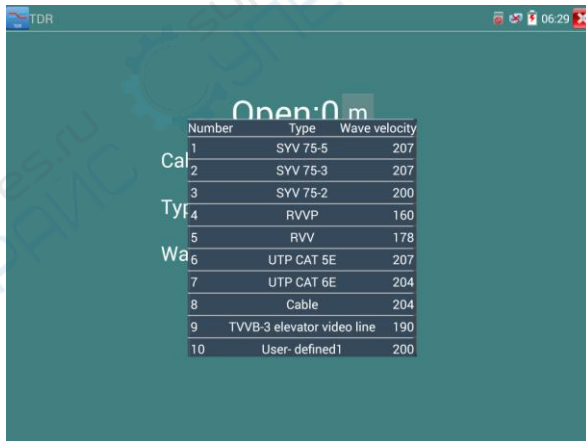 TDR
06:29
Open:0 m
Number Type Wave velocity
1 SYV 75-5 207
2 SYV 75-3 207
3 SYV 75-2 200
4 RVVP 160
5 RVV 178
6 UTP CAT 5E 207
7 UTP CAT 6E 204
8 Cable 204
9 TVVB-3 elevator video line 190
10 User- defined1 200
Cal
Typ
Wa